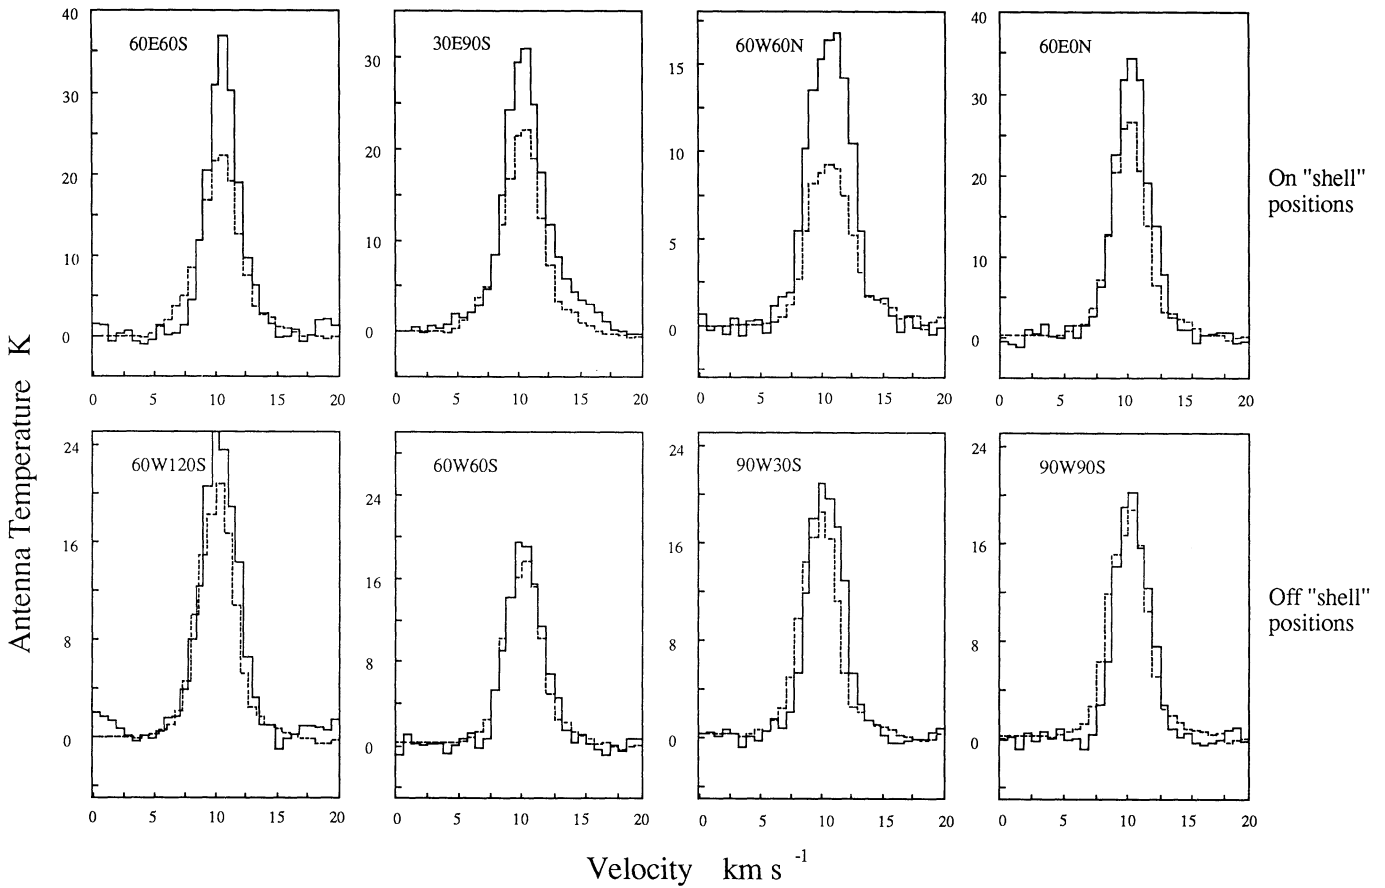 40
30
20
10
0
60E60S
0 5 10 15 20
30
20
10
0
30E90S
0 5 10 15 20
15
10
5
0
60W60N
0 5 10 15 20
40
30
20
10
0
60E0N
0 5 10 15 20
On "shell"
positions
24
16
8
0
60W120S
0 5 10 15 20
24
16
8
0
60W60S
0 5 10 15 20
24
16
8
0
90W30S
0 5 10 15 20
24
16
8
0
90W90S
0 5 10 15 20
Off "shell"
positions
Antenna Temperature K
Velocity km s -1